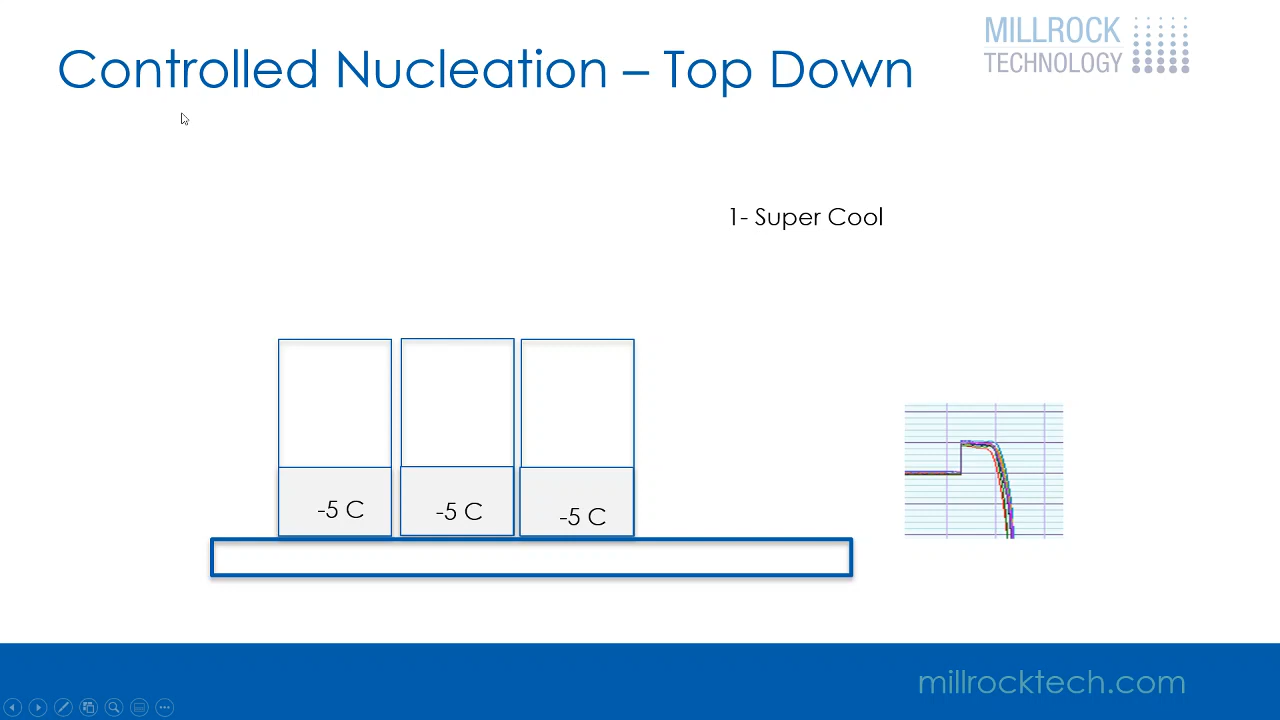 Controlled Nucleation – Top Down
MILLROCK
TECHNOLOGY
1- Super Cool
-5 C
-5 C
-5 C
millrocktech.com